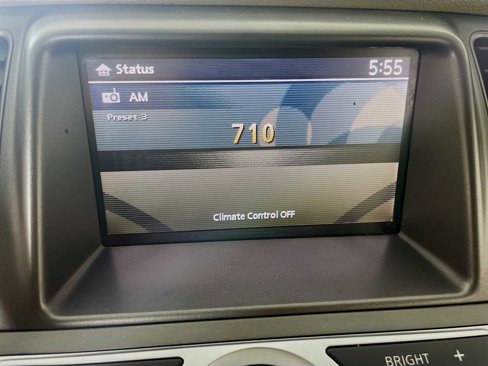 Status 5:55
AM
Preset 3
710
Climate Control OFF
BRIGHT +